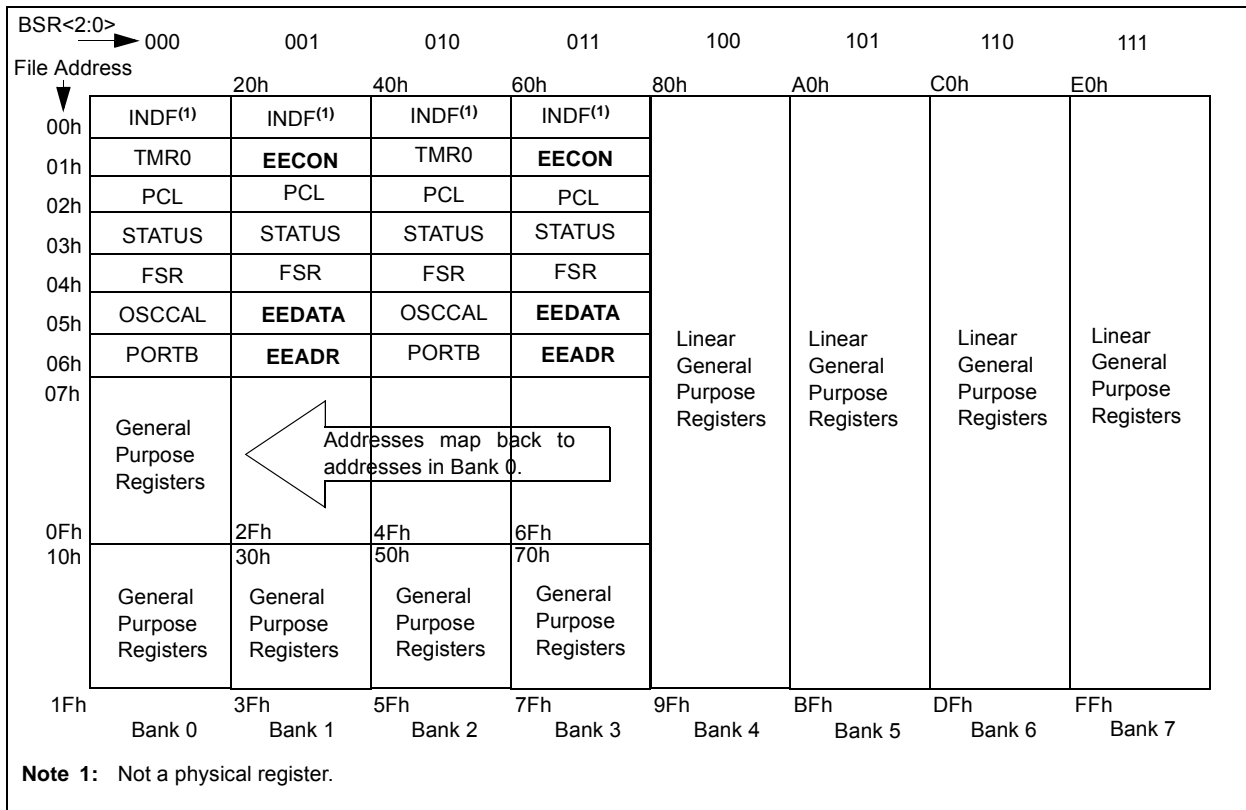 BSR<2:0>
000 001 010 011 100 101 110 111
File Address
20h 40h 60h 80h A0h C0h E0h
00h INDF(1) INDF(1) INDF(1) INDF(1)
01h TMR0 EECON TMR0 EECON
02h PCL PCL PCL PCL
03h STATUS STATUS STATUS STATUS
04h FSR FSR FSR FSR
05h OSCCAL EEDATA OSCCAL EEDATA
06h PORTB EEADR PORTB EEADR
07h
General
Purpose
Registers
Addresses map back to
addresses in Bank 0.
Linear
General
Purpose
Registers
Linear
General
Purpose
Registers
Linear
General
Purpose
Registers
Linear
General
Purpose
Registers
0Fh 2Fh 4Fh 6Fh
10h 30h 50h 70h
General
Purpose
Registers
General
Purpose
Registers
General
Purpose
Registers
General
Purpose
Registers
1Fh 3Fh 5Fh 7Fh 9Fh BFh DFh FFh
Bank 0 Bank 1 Bank 2 Bank 3 Bank 4 Bank 5 Bank 6 Bank 7
Note 1: Not a physical register.